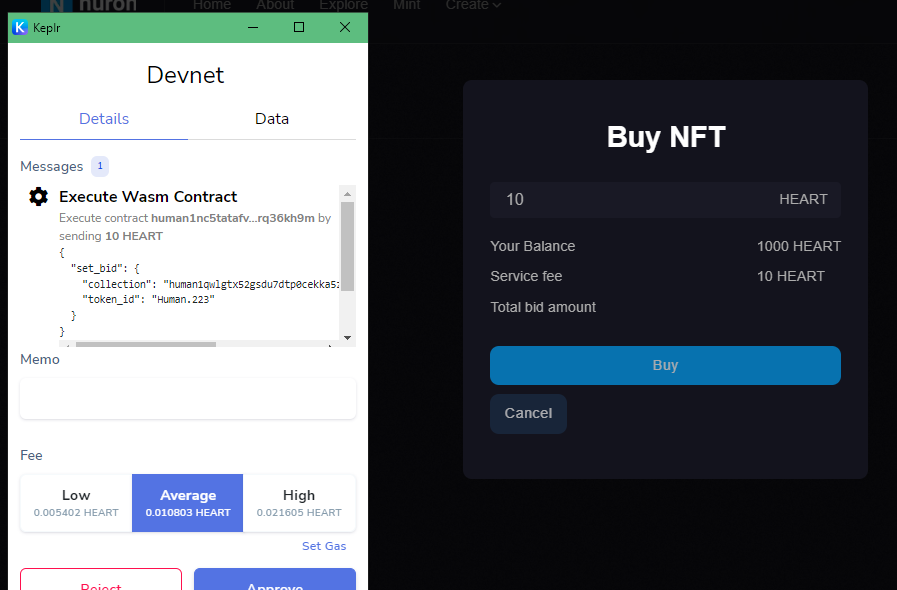 nuron
Home
About
Explore
Mint
Create
Keplr
Devnet
Details
Data
Messages 1
Execute Wasm Contract
Execute contract human1nc5tatafv...rq36kh9m by
sending 10 HEART
{
"set_bid": {
"collection": "human1qwlgtx52gsdu7dtp0cekka5
"token_id": "Human.223"
}
}
Memo
Fee
Low
0.005402 HEART
Average
0.010803 HEART
High
0.021605 HEART
Set Gas
Reject
Approve
Buy NFT
10 HEART
Your Balance 1000 HEART
Service fee 10 HEART
Total bid amount
Buy
Cancel